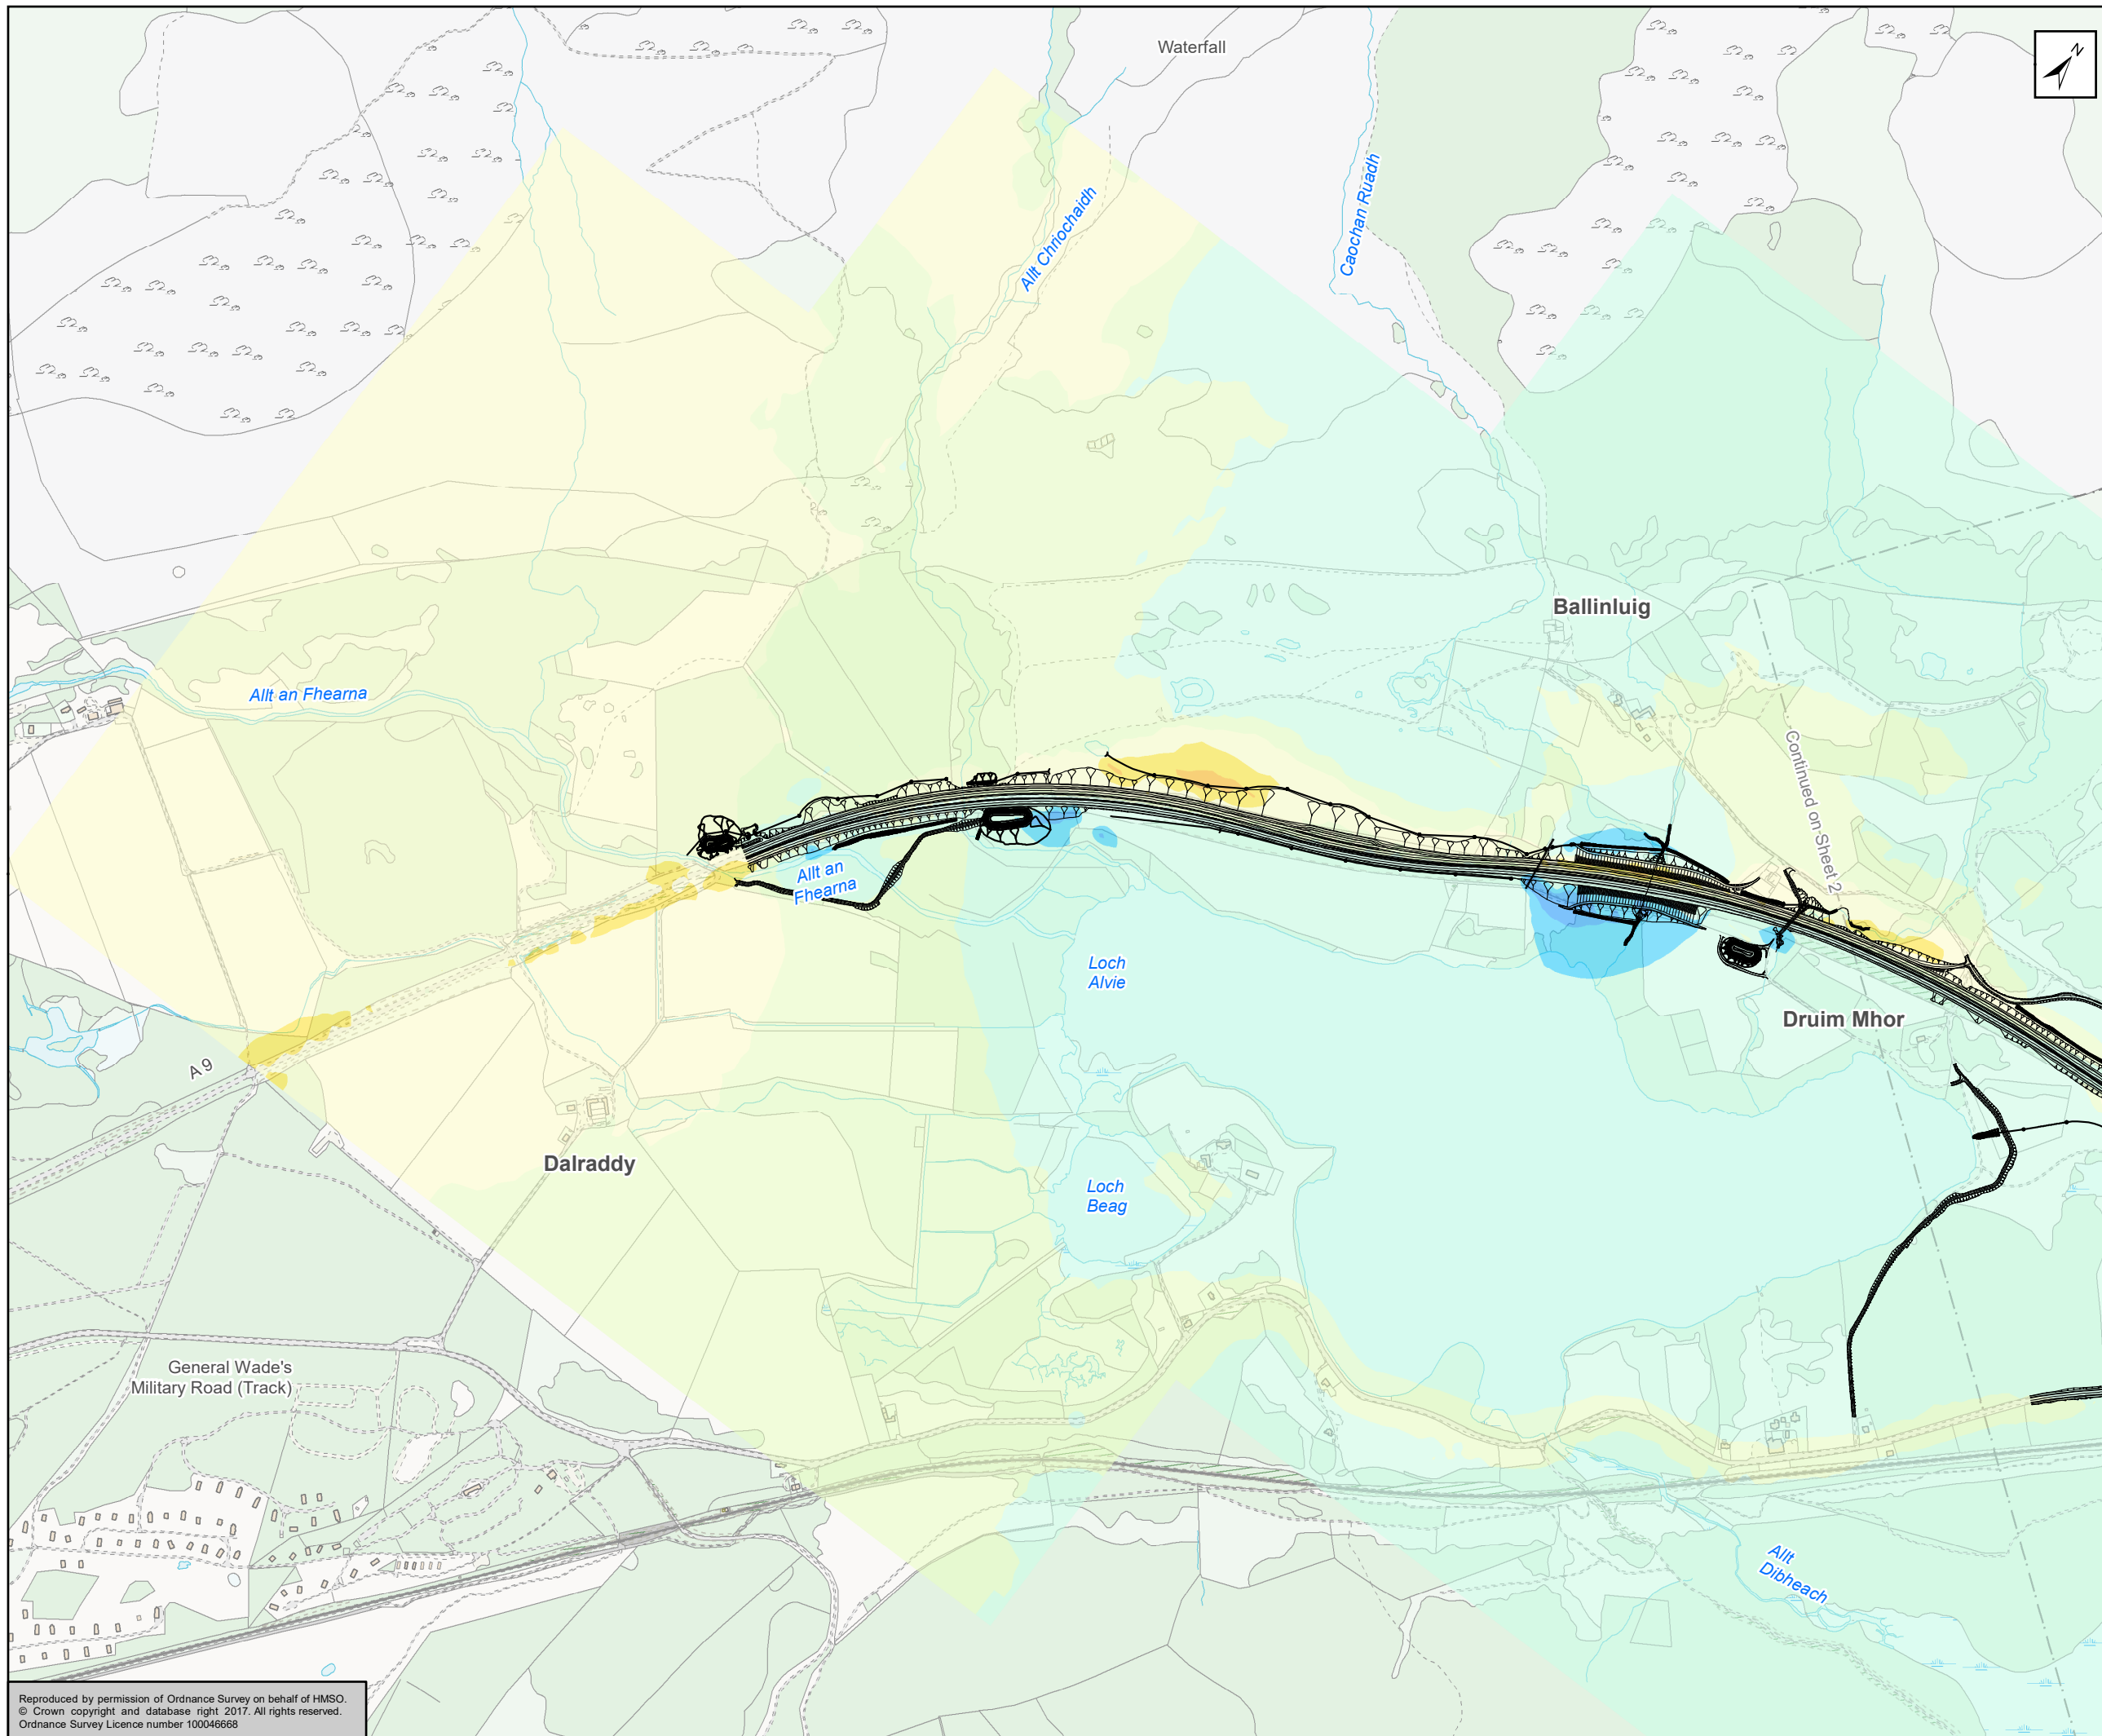 Waterfall
N
Allt Chriochaidh
Caochan Ruadh
Ballinluig
Allt an Fhearna
Continued on Sheet 2
Allt an
Fhearna
Loch
Alvie
Druim Mhor
A 9
Dalraddy
Loch
Beag
General Wade's
Military Road (Track)
Allt
Dibheach
Reproduced by permission of Ordnance Survey on behalf of HMSO.
© Crown copyright and database right 2017. All rights reserved.
Ordnance Survey Licence number 100046668